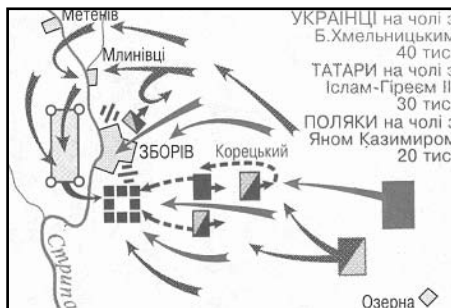 Метенів
Млинівці
УКРАЇНЦІ на чолі з
Б.Хмельницьким
40 тис
ТАТАРИ на чолі з
Іслам-Гіреєм ІІ
30 тис
ПОЛЯКИ на чолі з
Яном Казимиром
20 тис
ЗБОРІВ
Корецький
Стрипа
Озерна